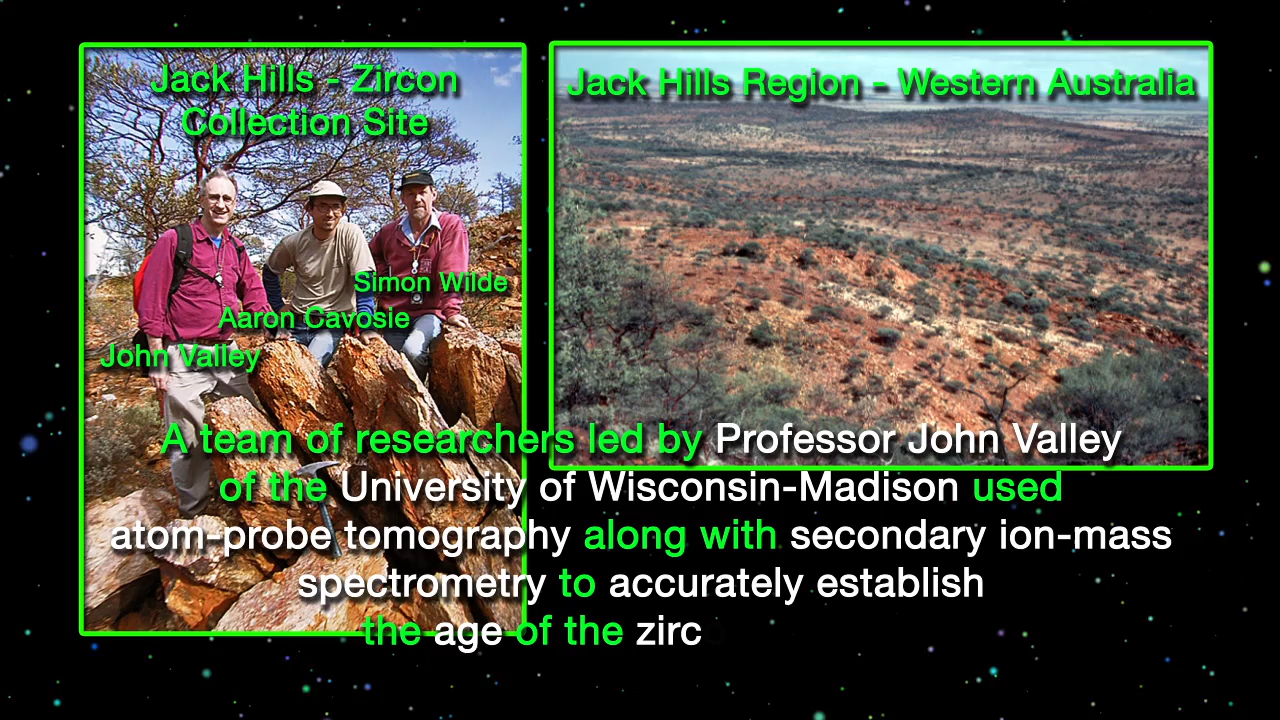 Jack Hills - Zircon
Collection Site
Jack Hills Region - Western Australia
Simon Wilde
Aaron Cavosie
John Valley
A team of researchers led by Professor John Valley
of the University of Wisconsin-Madison used
atom-probe tomography along with secondary ion-mass
spectrometry to accurately establish
the age of the zirc